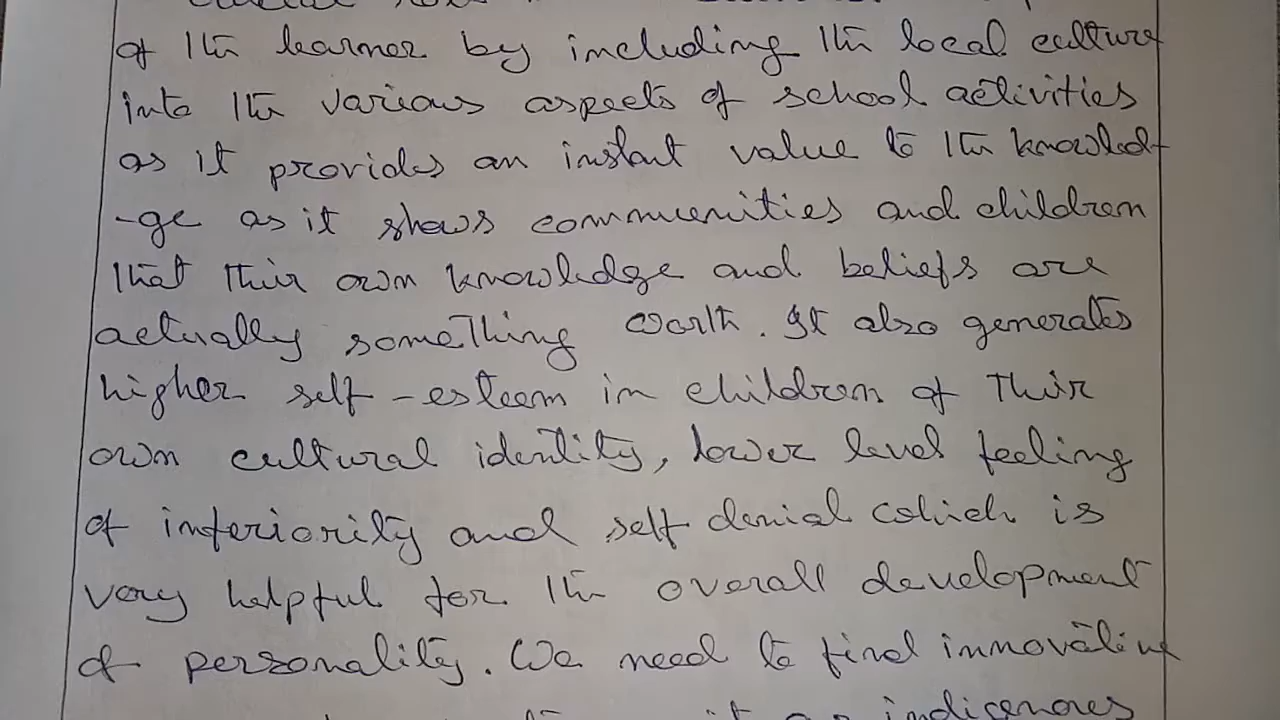 of the learner by including the local culture
into the various aspects of school activities
as it provides an instant value to the knowled-
-ge as it shows communities and children
that their own knowledge and beliefs are
actually something worth. It also generates
higher self-esteem in children of their
own cultural identity, lower level feeling
of inferiority and self denial which is
very helpful for the overall development
of personality. We need to find innovative
indigenous